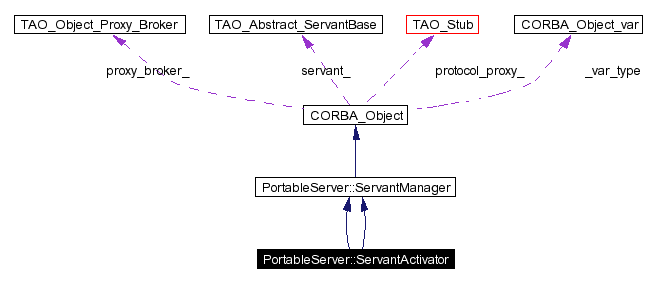 TAO_Object_Proxy_Broker TAO_Abstract_ServantBase TAO_Stub CORBA_Object_var
proxy_broker_ servant_ protocol_proxy_ _var_type
CORBA_Object
PortableServer::ServantManager
PortableServer::ServantActivator